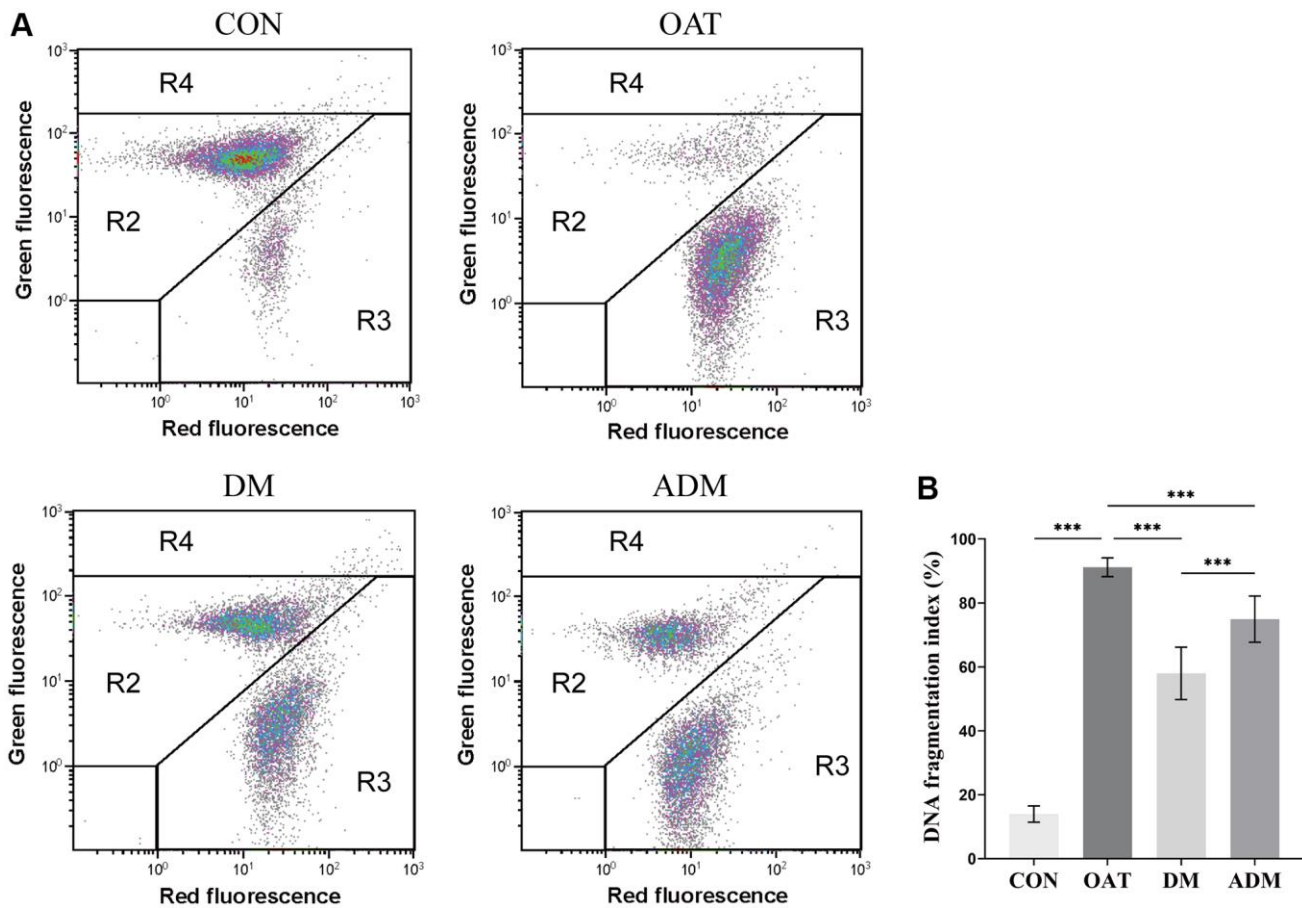 A
CON
10³
10²
10¹
10⁰
Green fluorescence
R4
R2
R3
10⁰ 10¹ 10² 10³
Red fluorescence
OAT
10³
10²
10¹
10⁰
Green fluorescence
R4
R2
R3
10⁰ 10¹ 10² 10³
Red fluorescence
DM
10³
10²
10¹
10⁰
Green fluorescence
R4
R2
R3
10⁰ 10¹ 10² 10³
Red fluorescence
ADM
10³
10²
10¹
10⁰
Green fluorescence
R4
R2
R3
10⁰ 10¹ 10² 10³
Red fluorescence
B
***
*** ***
***
100
80
60
40
20
0
DNA fragmentation index (%)
CON OAT DM ADM